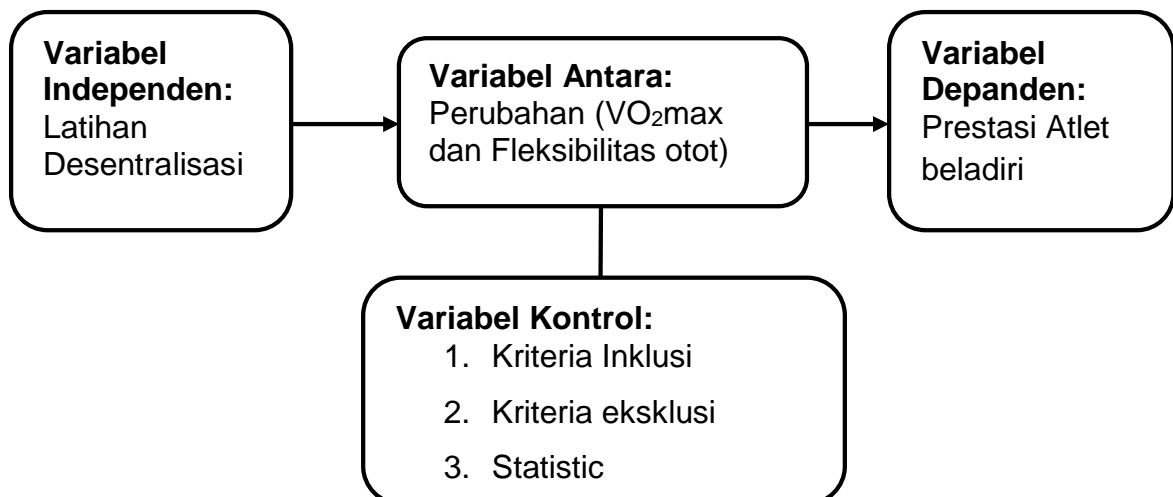 Variabel
Independen:
Latihan
Desentralisasi
Variabel Antara:
Perubahan (VO₂max
dan Fleksibilitas otot)
Variabel
Depanden:
Prestasi Atlet
beladiri
Variabel Kontrol:
1. Kriteria Inklusi
2. Kriteria eksklusi
3. Statistic